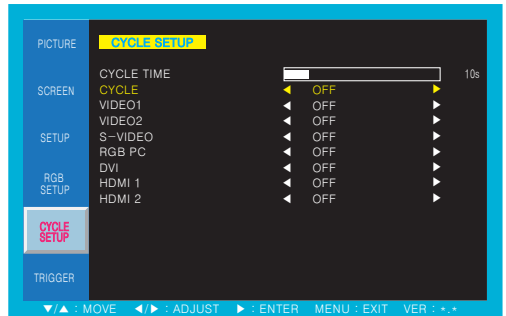 PICTURE
SCREEN
SETUP
RGB
SETUP
CYCLE
SETUP
TRIGGER
CYCLE SETUP
CYCLE TIME 10s
CYCLE ◀ OFF ▶
VIDEO1 ◀ OFF ▶
VIDEO2 ◀ OFF ▶
S-VIDEO ◀ OFF ▶
RGB PC ◀ OFF ▶
DVI ◀ OFF ▶
HDMI 1 ◀ OFF ▶
HDMI 2 ◀ OFF ▶
▼/▲ : MOVE ◀/▶ : ADJUST ▶ : ENTER MENU : EXIT VER : *.*